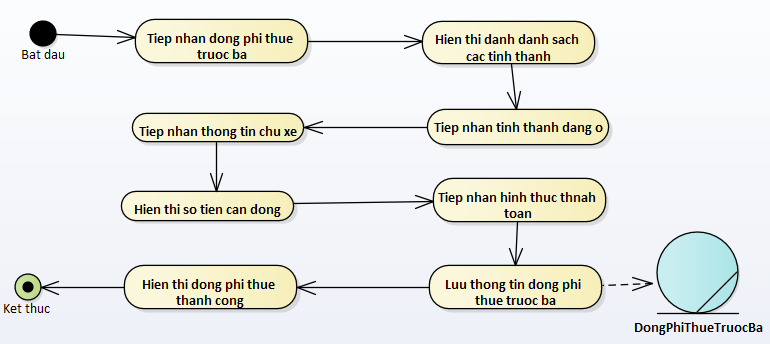 Bat dau
Tiep nhan dong phi thue
truoc ba
Hien thi danh danh sach
cac tinh thanh
Tiep nhan tinh thanh dang o
Tiep nhan thong tin chu xe
Hien thi so tien can dong
Tiep nhan hinh thuc thnah
toan
Luu thong tin dong phi
thue truoc ba
DongPhiThueTruocBa
Hien thi dong phi thue
thanh cong
Ket thuc